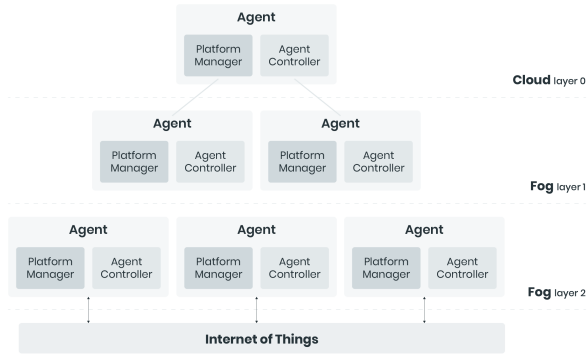 Agent
Platform Agent
Manager Controller
Cloud layer 0
Agent Agent
Platform Agent Platform Agent
Manager Controller Manager Controller
Fog layer 1
Agent Agent Agent
Platform Agent Platform Agent Platform Agent
Manager Controller Manager Controller Manager Controller
Fog layer 2
Internet of Things